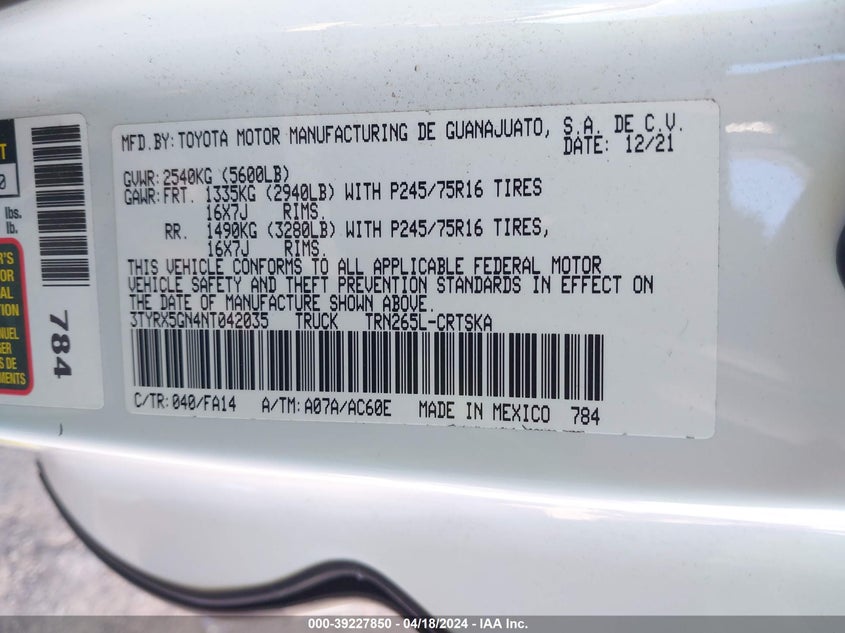 MFD.BY: TOYOTA MOTOR MANUFACTURING DE GUANAJUATO, S.A. DE C.V.
DATE: 12/21
GVWR: 2540KG (5600LB)
GAWR: FRT. 1335KG (2940LB) WITH P245/75R16 TIRES
16X7J RIMS.
RR. 1490KG (3280LB) WITH P245/75R16 TIRES,
16X7J RIMS.
THIS VEHICLE CONFORMS TO ALL APPLICABLE FEDERAL MOTOR
VEHICLE SAFETY AND THEFT PREVENTION STANDARDS IN EFFECT ON
THE DATE OF MANUFACTURE SHOWN ABOVE.
3TYRX5GN4NT042035 TRUCK TRN265L-CRTSKA
C/TR: 040/FA14 A/TM: A07A/AC60E MADE IN MEXICO 784
lbs.
lb.
784
000-39227850 - 04/18/2024 - IAA Inc.